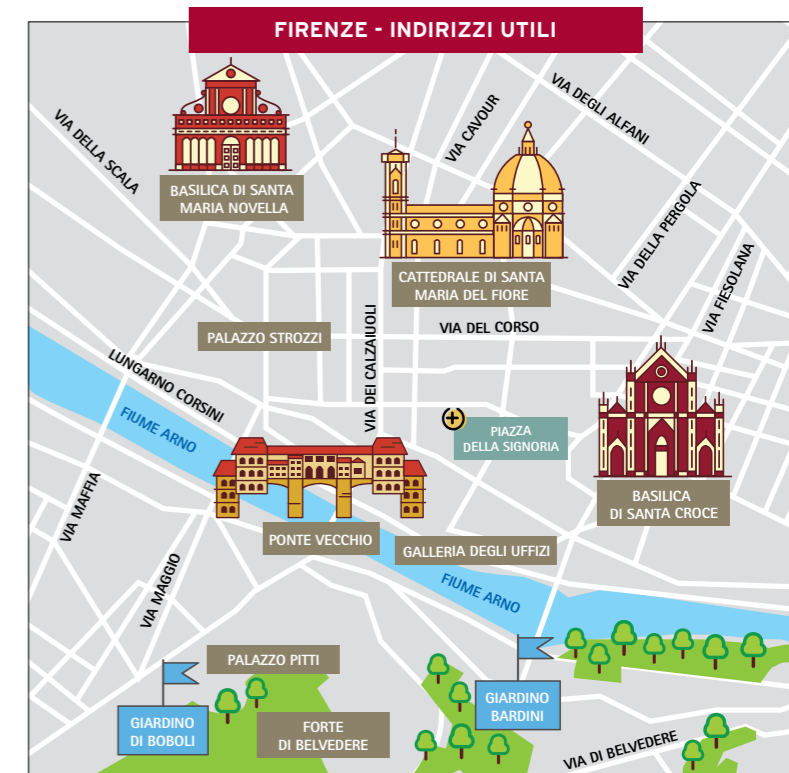 FIRENZE - INDIRIZZI UTILI
VIA DEGLI ALFANI
VIA CAVOUR
VIA DELLA SCALA
BASILICA DI SANTA
MARIA NOVELLA
VIA DELLA PERGOLA
VIA FIESOLANA
CATTEDRALE DI SANTA
MARIA DEL FIORE
PALAZZO STROZZI
VIA DEI CALZAIUOLI
VIA DEL CORSO
LUNGARNO CORSINI
FIUME ARNO
PIAZZA
DELLA SIGNORIA
BASILICA
DI SANTA CROCE
VIA MAFFIA
PONTE VECCHIO
GALLERIA DEGLI UFFIZI
VIA MAGGIO
FIUME ARNO
PALAZZO PITTI
GIARDINO
DI BOBOLI
FORTE
DI BELVEDERE
GIARDINO
BARDINI
VIA DI BELVEDERE